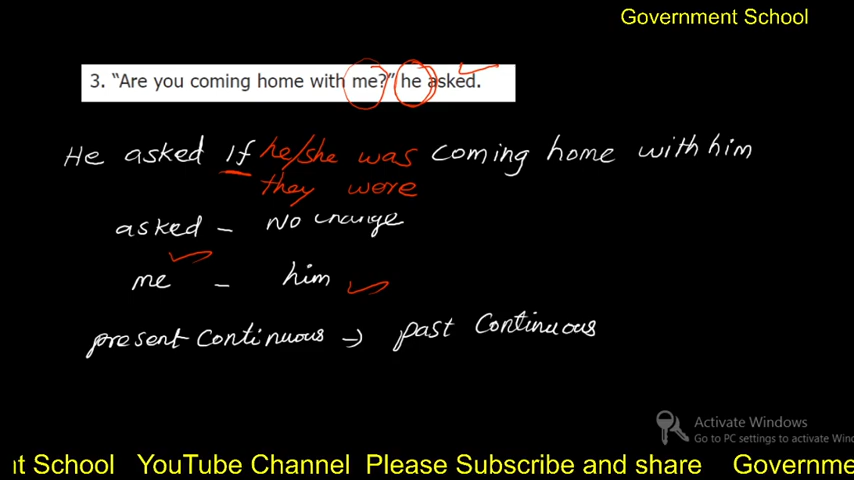 Government School
3. "Are you coming home with me?" he asked.
He asked If he/she was coming home with him
they were
asked - No change
me - him
present continuous → past continuous
Activate Windows
Go to PC settings to activate Win
t School YouTube Channel Please Subscribe and share Governme